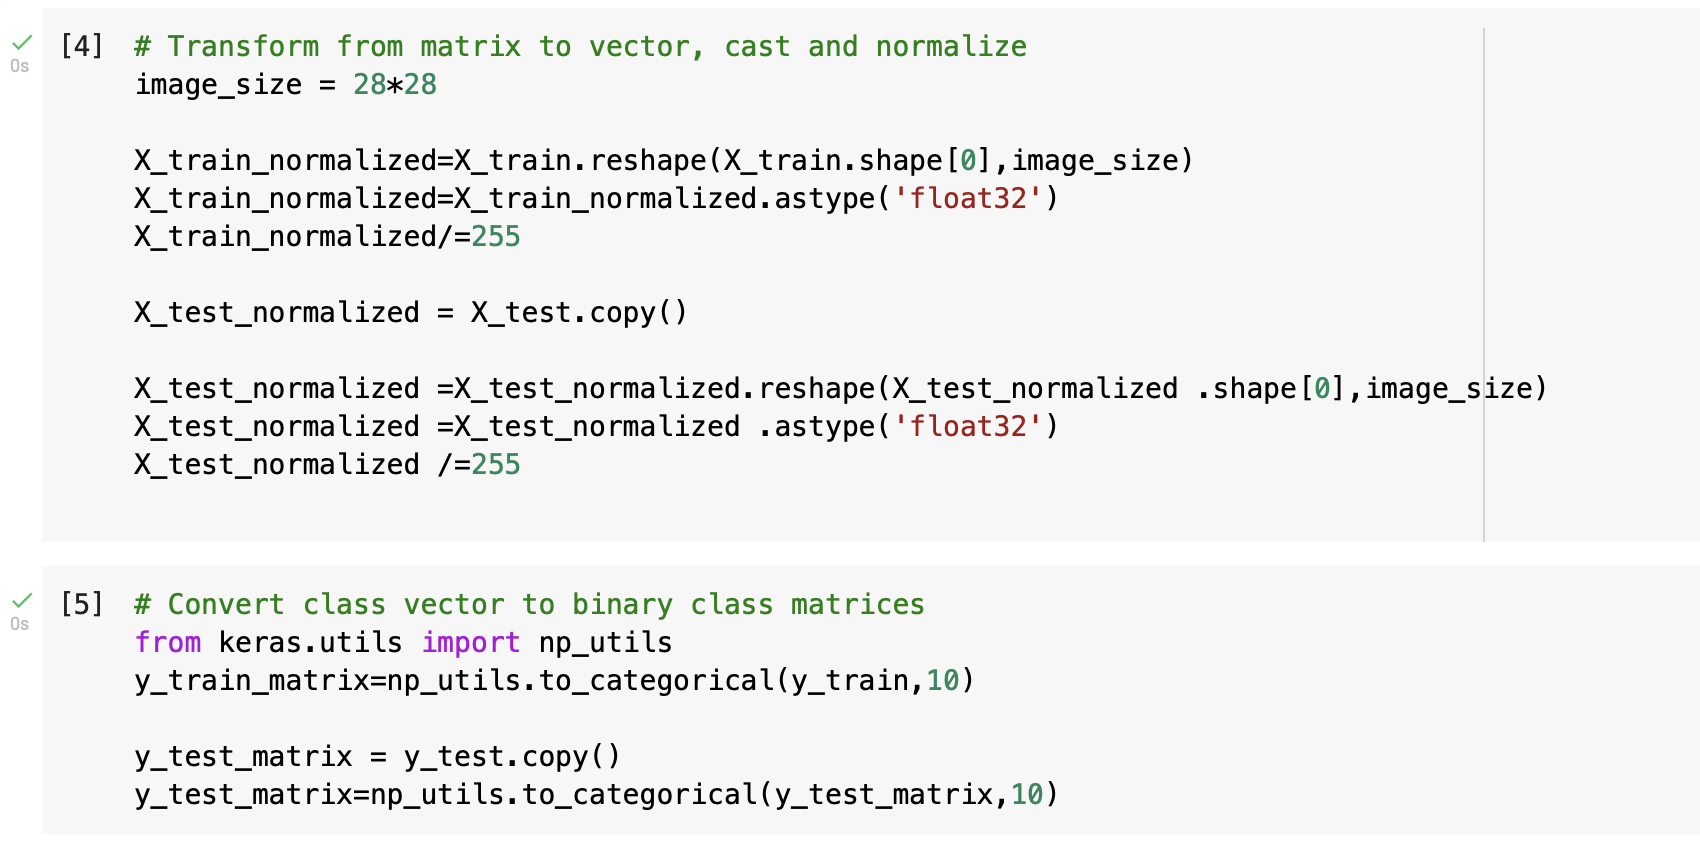 [4] # Transform from matrix to vector, cast and normalize
0s
image_size = 28*28
X_train_normalized=X_train.reshape(X_train.shape[0],image_size)
X_train_normalized=X_train_normalized.astype('float32')
X_train_normalized/=255
X_test_normalized = X_test.copy()
X_test_normalized =X_test_normalized.reshape(X_test_normalized .shape[0],image_size)
X_test_normalized =X_test_normalized .astype('float32')
X_test_normalized /=255
[5] # Convert class vector to binary class matrices
0s
from keras.utils import np_utils
y_train_matrix=np_utils.to_categorical(y_train,10)
y_test_matrix = y_test.copy()
y_test_matrix=np_utils.to_categorical(y_test_matrix,10)